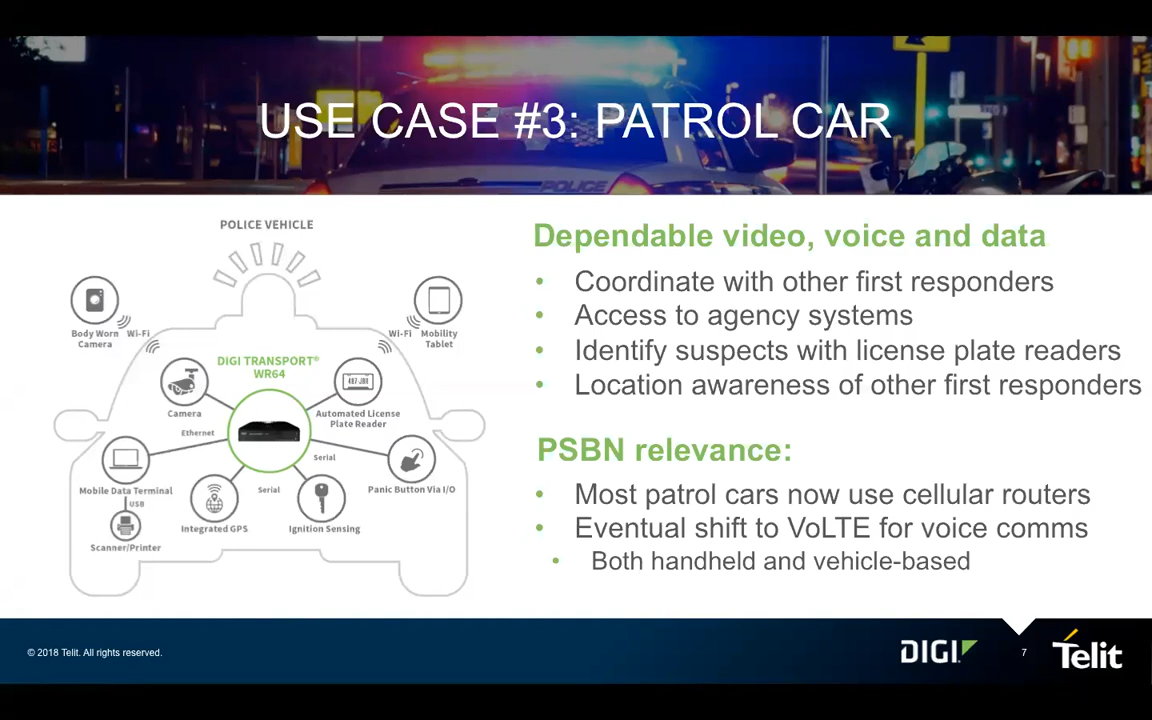 USE CASE #3: PATROL CAR
POLICE
POLICE VEHICLE
Body Worn
Camera
Wi-Fi
Wi-Fi
Mobility
Tablet
DIGI TRANSPORT®
WR64
Camera
Automated License
Plate Reader
487-JBX
Ethernet
Serial
Mobile Data Terminal
USB
Scanner/Printer
Integrated GPS
Serial
Ignition Sensing
Panic Button Via I/O
Dependable video, voice and data
• Coordinate with other first responders
• Access to agency systems
• Identify suspects with license plate readers
• Location awareness of other first responders
PSBN relevance:
• Most patrol cars now use cellular routers
• Eventual shift to VoLTE for voice comms
• Both handheld and vehicle-based
© 2018 Telit. All rights reserved.
DIGI
7
Telit